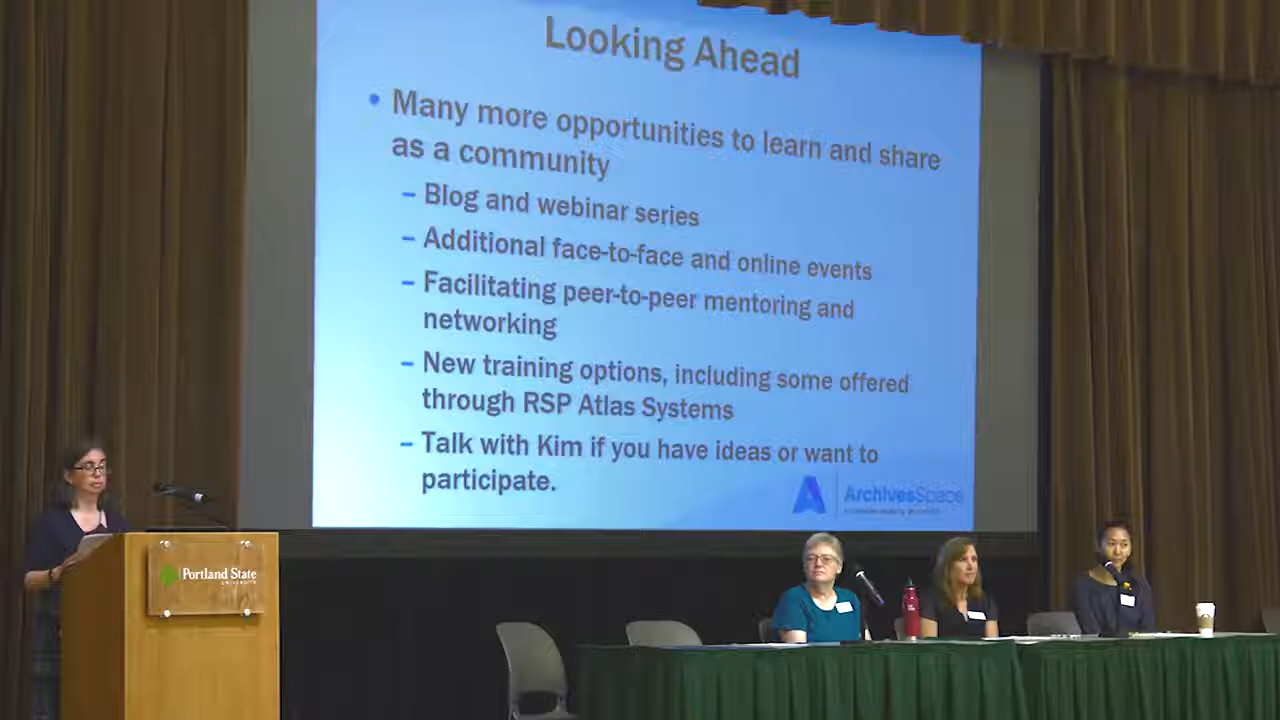 Looking Ahead
• Many more opportunities to learn and share
as a community
– Blog and webinar series
– Additional face-to-face and online events
– Facilitating peer-to-peer mentoring and
networking
– New training options, including some offered
through RSP Atlas Systems
– Talk with Kim if you have ideas or want to
participate.
A ArchivesSpace
Portland State
UNIVERSITY